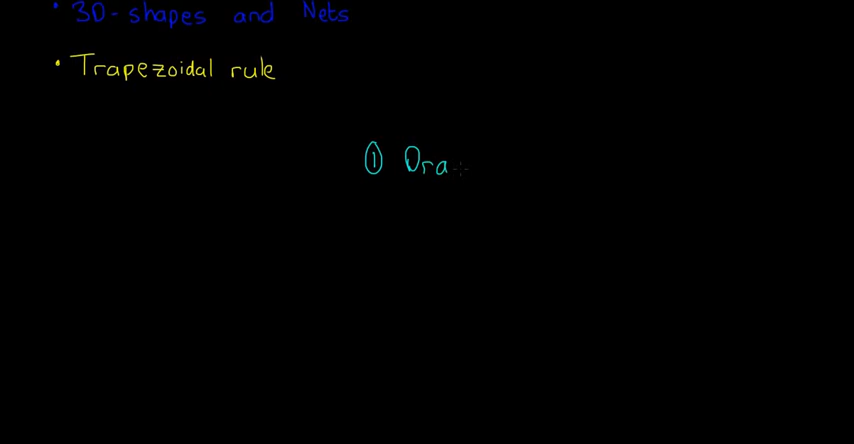 • 3D-shapes and Nets
• Trapezoidal rule
① Dra